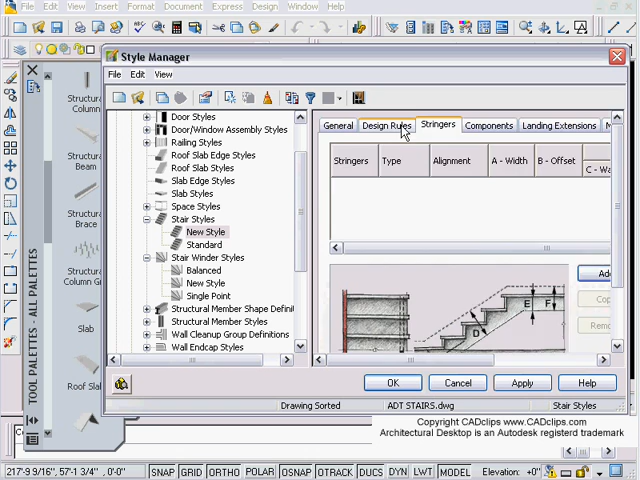 File Edit View Insert Format Document Express Design Window Help
Style Manager
File Edit View
Structural Column
Structural Beam
Structural Brace
Structural Column G
Slab
Roof Slab
TOOL PALETTES - ALL PALETTES
Door Styles
Door/Window Assembly Styles
Railing Styles
Roof Slab Edge Styles
Roof Slab Styles
Slab Edge Styles
Slab Styles
Space Styles
Stair Styles
New Style
Standard
Stair Winder Styles
Balanced
New Style
Single Point
Structural Member Shape Definit
Structural Member Styles
Wall Cleanup Group Definitions
Wall Endcap Styles
General Design Rules Stringers Components Landing Extensions M
Stringers Type Alignment A - Width B - Offset
C - Wa
Add
Cop
Remo
D E F
OK Cancel Apply Help
Drawing Sorted ADT STAIRS.dwg Stair Styles
Copyright CADclips www.CADclips.com
Architectural Desktop is an Autodesk registerd trademark
Co
217'-9 9/16", 57'-1 3/4" , 0'-0" SNAP GRID ORTHO POLAR OSNAP OTRACK DUCS DYN LWT MODEL Elevation: +0"